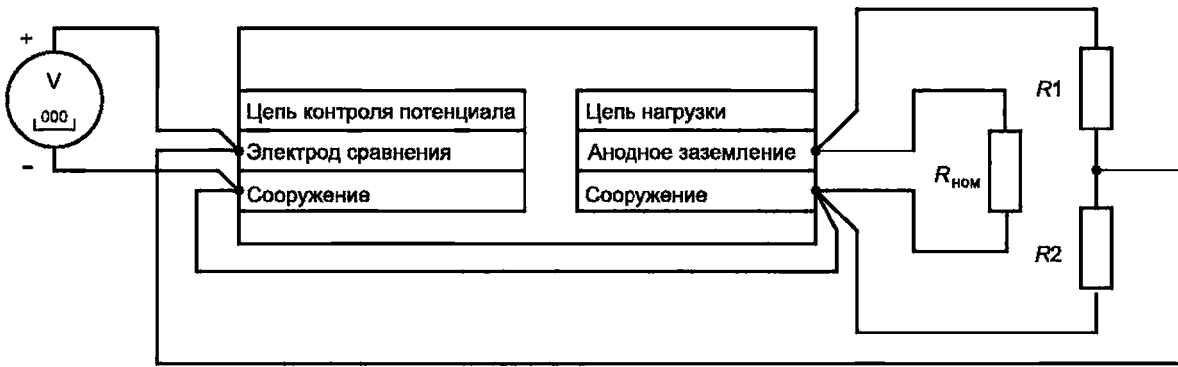 +
V
000
−
Цепь контроля потенциала
Электрод сравнения
Сооружение
Цепь нагрузки
Анодное заземление
Сооружение
Rном
R1
R2